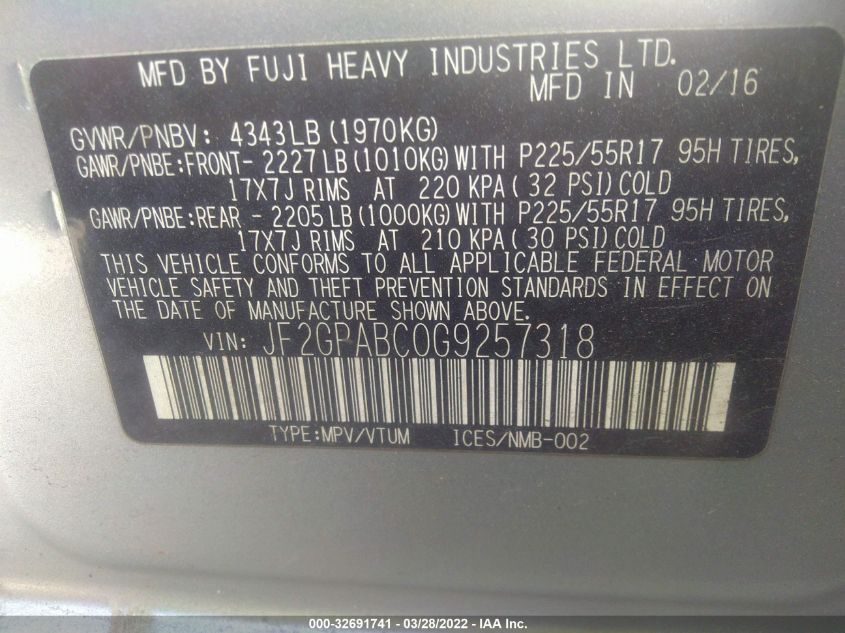 MFD BY FUJI HEAVY INDUSTRIES LTD.
MFD IN 02/16
GVWR/PNBV: 4343LB (1970KG)
GAWR/PNBE:FRONT- 2227 LB (1010KG) WITH P225/55R17 95H TIRES,
17X7J RIMS AT 220 KPA ( 32 PSI) COLD
GAWR/PNBE:REAR - 2205 LB (1000KG) WITH P225/55R17 95H TIRES,
17X7J RIMS AT 210 KPA ( 30 PSI) COLD
THIS VEHICLE CONFORMS TO ALL APPLICABLE FEDERAL MOTOR
VEHICLE SAFETY AND THEFT PREVENTION STANDARDS IN EFFECT ON
THE DATE OF MANUFACTURE SHOWN ABOVE.
VIN: JF2GPABC0G9257318
TYPE:MPV/VTUM ICES/NMB-002
000-32691741 - 03/28/2022 - IAA Inc.